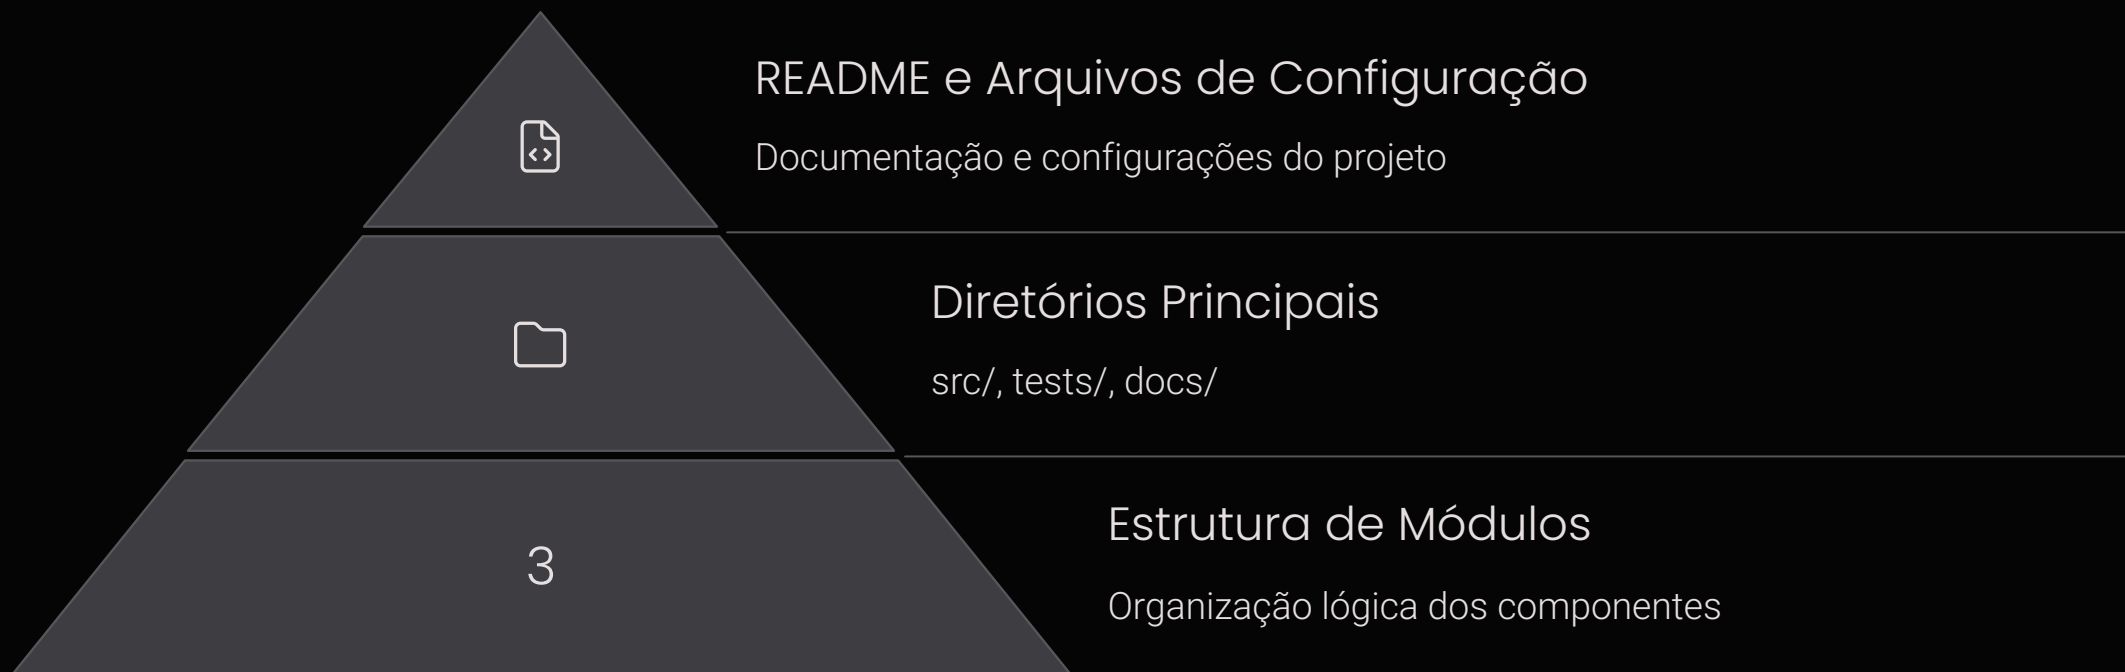 README e Arquivos de Configuração
Documentação e configurações do projeto
Diretórios Principais
src/, tests/, docs/
3
Estrutura de Módulos
Organização lógica dos componentes